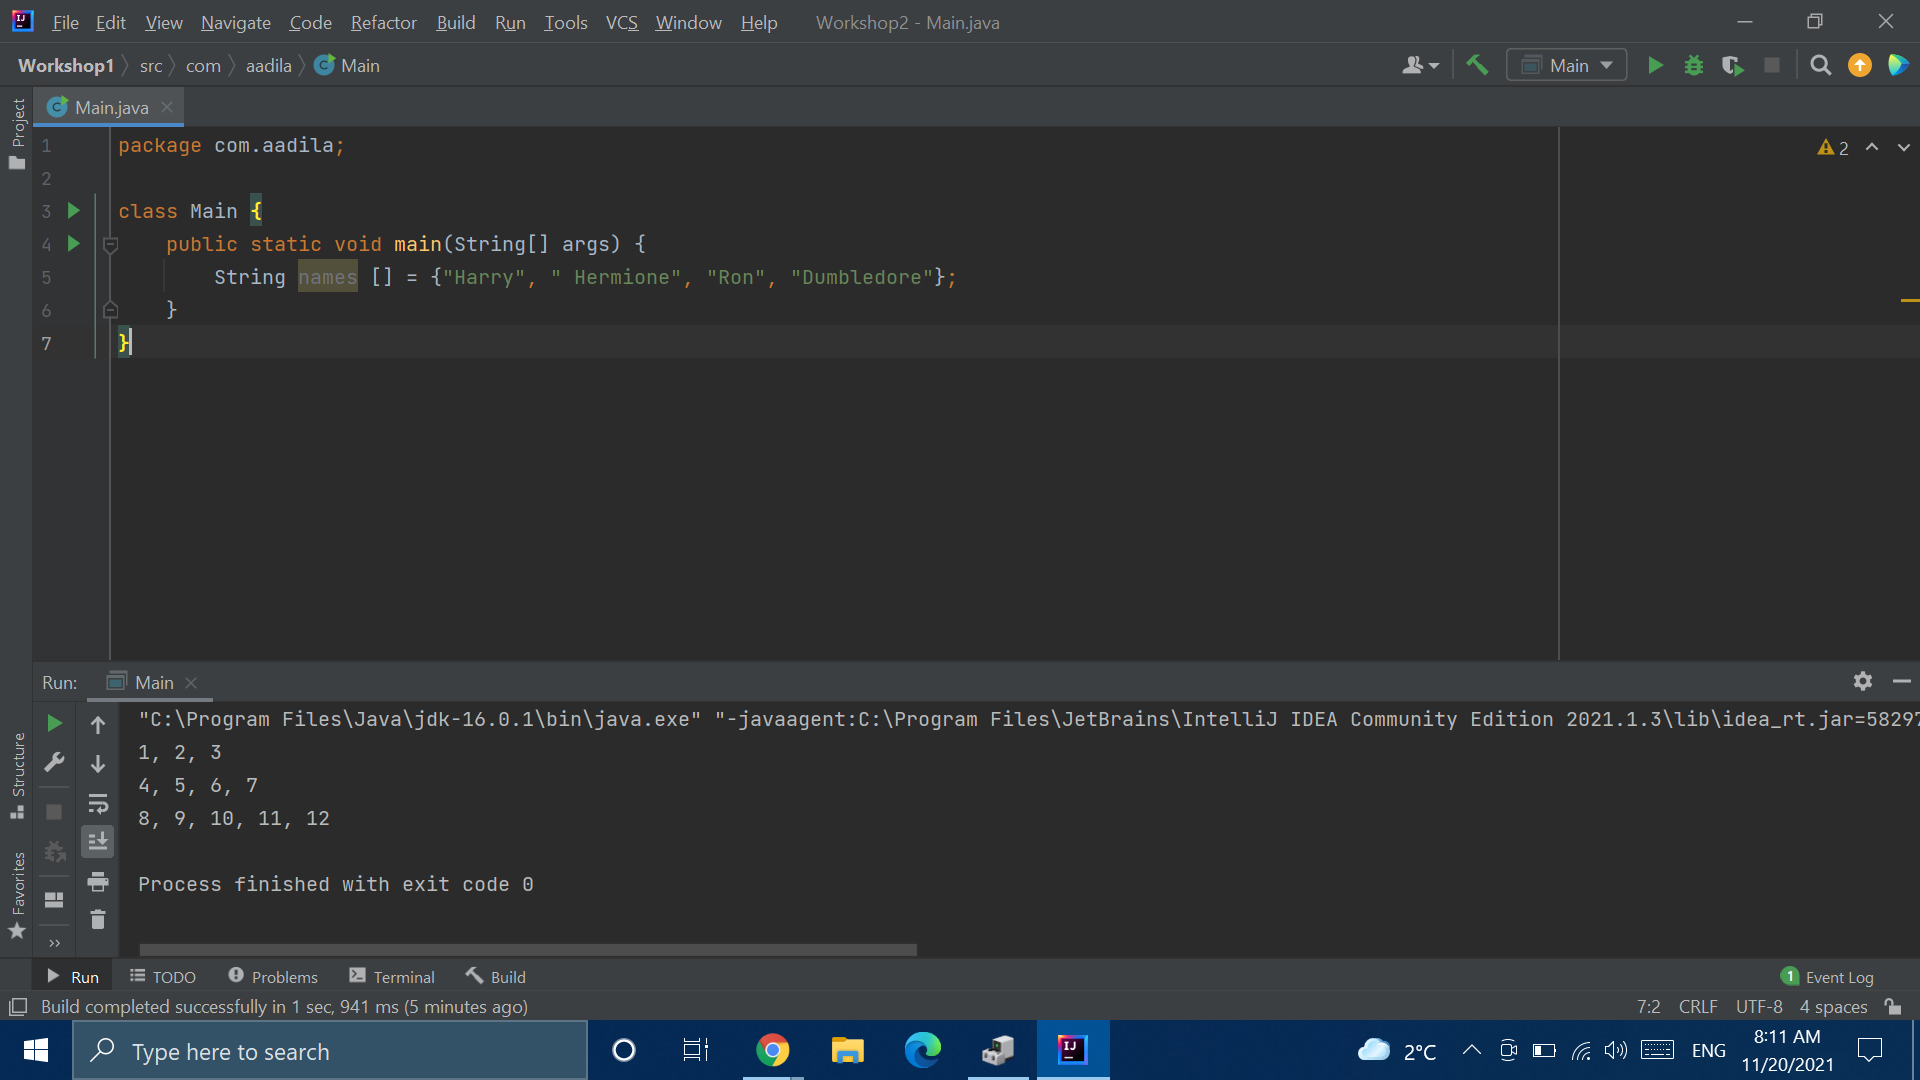 File Edit View Navigate Code Refactor Build Run Tools VCS Window Help Workshop2 - Main.java
Workshop1 src com aadila Main Main
Project
Main.java
1 package com.aadila; 2
2
3 class Main {
4 public static void main(String[] args) {
5 String names [] = {"Harry", " Hermione", "Ron", "Dumbledore"};
6 }
7 }
Run: Main
"C:\Program Files\Java\jdk-16.0.1\bin\java.exe" "-javaagent:C:\Program Files\JetBrains\IntelliJ IDEA Community Edition 2021.1.3\lib\idea_rt.jar=58297
1, 2, 3
4, 5, 6, 7
8, 9, 10, 11, 12
Process finished with exit code 0
Structure
Favorites
Run TODO Problems Terminal Build 1 Event Log
Build completed successfully in 1 sec, 941 ms (5 minutes ago) 7:2 CRLF UTF-8 4 spaces
Type here to search 2°C ENG 8:11 AM
11/20/2021